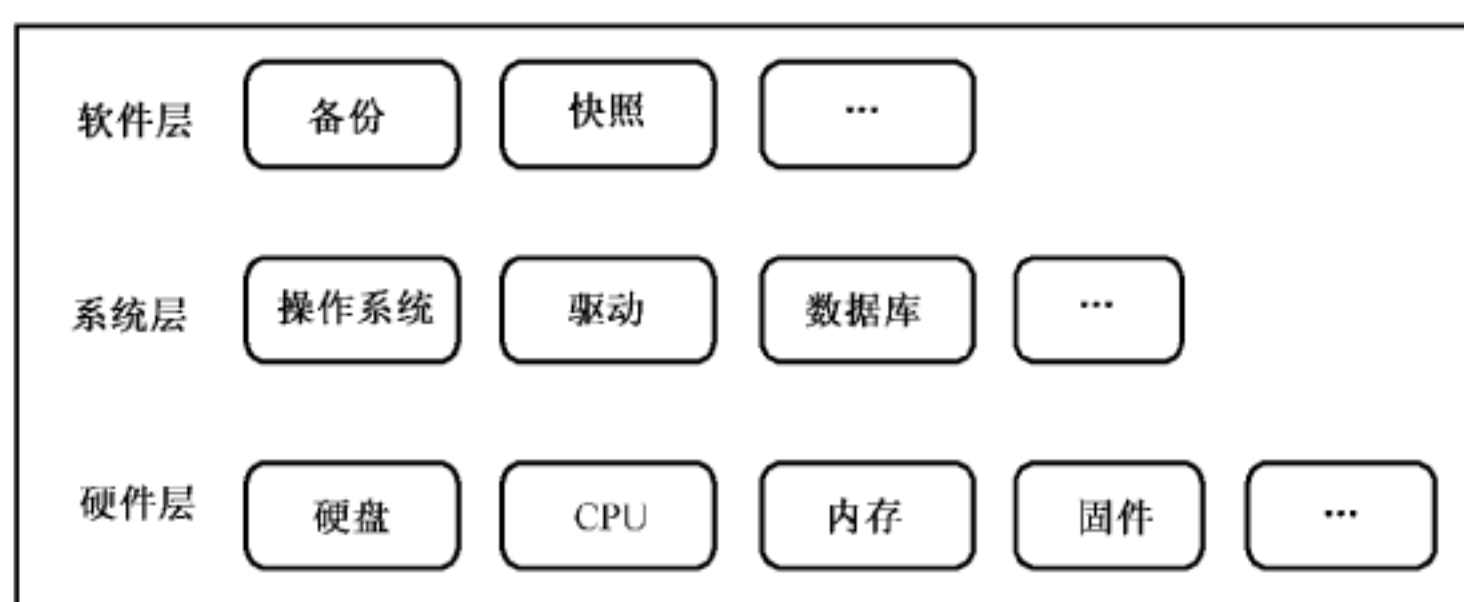 软件层 备份 快照 ...
系统层 操作系统 驱动 数据库 ...
硬件层 硬盘 CPU 内存 固件 ...